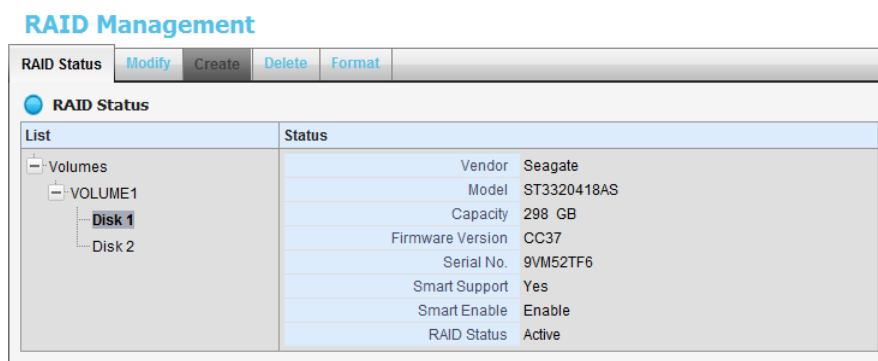 RAID Management
RAID Status Modify Create Delete Format
RAID Status
List Status
Volumes
VOLUME1
Disk 1
Disk 2
Vendor Seagate
Model ST3320418AS
Capacity 298 GB
Firmware Version CC37
Serial No. 9VM52TF6
Smart Support Yes
Smart Enable Enable
RAID Status Active